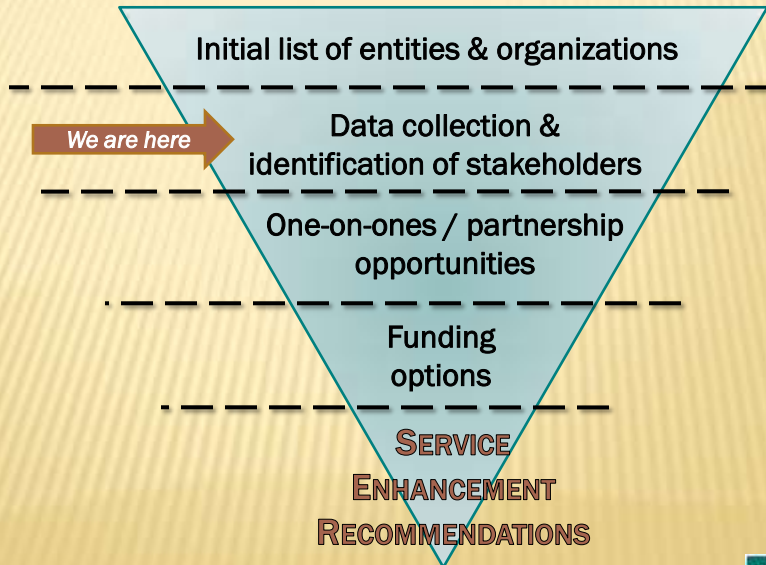 Initial list of entities & organizations
We are here
Data collection &
identification of stakeholders
One-on-ones / partnership
opportunities
Funding
options
SERVICE
ENHANCEMENT
RECOMMENDATIONS